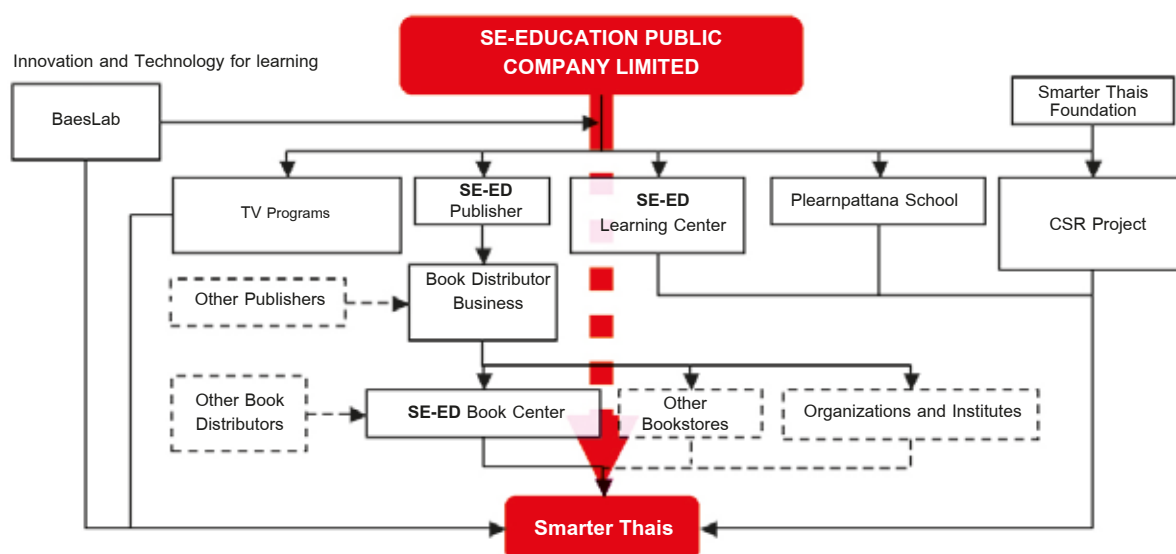 SE-EDUCATION PUBLIC
COMPANY LIMITED
Innovation and Technology for learning
BaesLab
Smarter Thais
Foundation
TV Programs
SE-ED
Publisher
SE-ED
Learning Center
Plearnpattana School
CSR Project
Other Publishers
Book Distributor
Business
Other Book
Distributors
SE-ED Book Center
Other
Bookstores
Organizations and Institutes
Smarter Thais